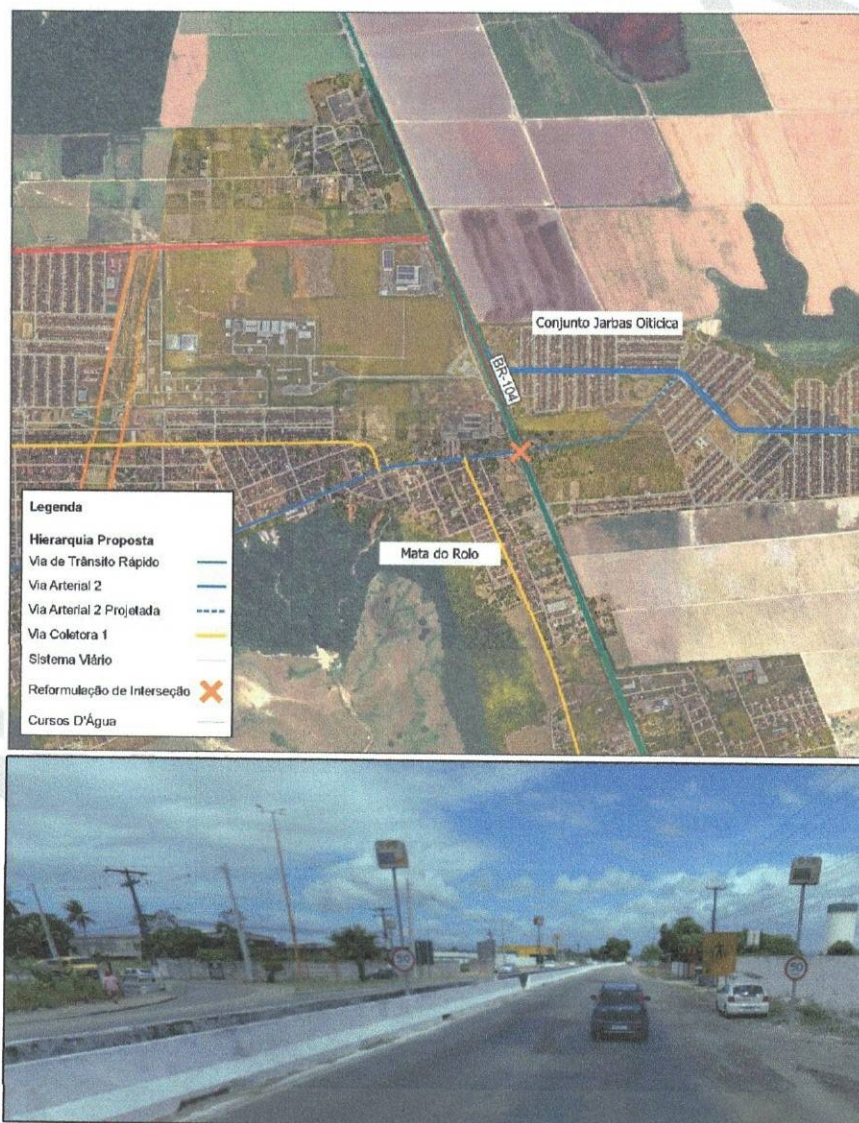 Conjunto Jarbas Oiticica
BR-104
Mata do Rolo
Legenda
Hierarquia Proposta
Via de Trânsito Rápido
Via Arterial 2
Via Arterial 2 Projetada
Via Coletora 1
Sistema Viário
Reformulação de Interseção
Cursos D'Água
50
50